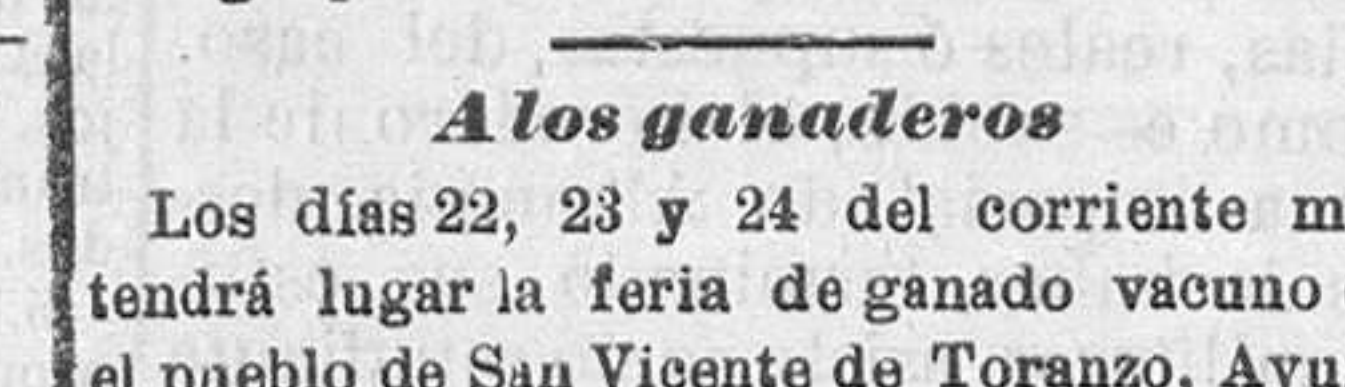 A los ganaderos
Los días 22, 23 y 24 del corriente m
tendrá lugar la feria de ganado vacuno
el pueblo de San Vicente de Toranzo. Ayu